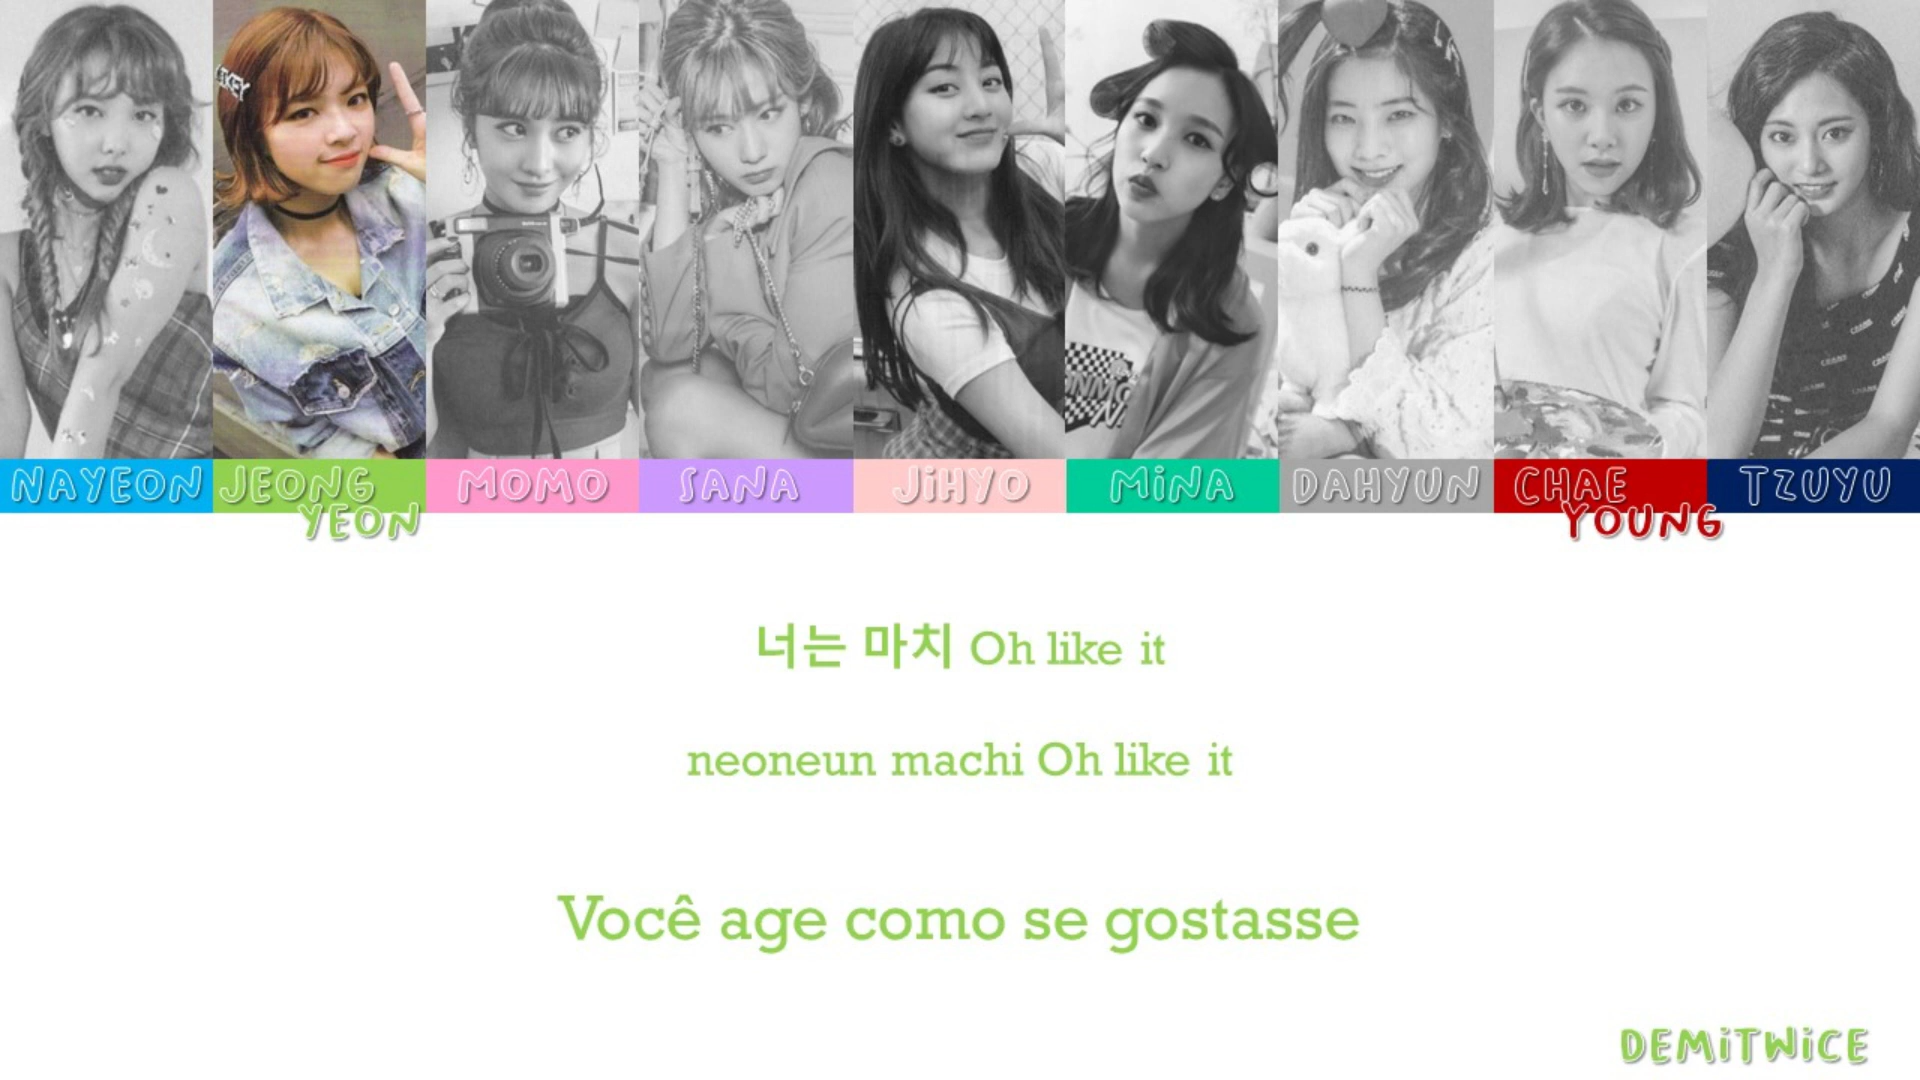 LIKEY
NAYEON JEONG YEON MOMO SANA JiHYO MiNA DAHYUN CHAE YOUNG TZUYU
너는 마치 Oh like it
neoneun machi Oh like it
Você age como se gostasse
DEMiTWiCE